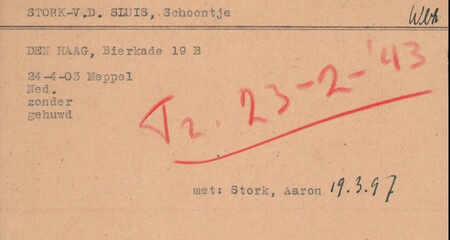 STORK-V.D. SLUIS, Schoontje
DEN HAAG, Bierkade 19 B
24-4-03 Meppel
Ned.
zonder
gehuwd
Tr. 23-2-'43
met: Stork, Aaron 19.3.97